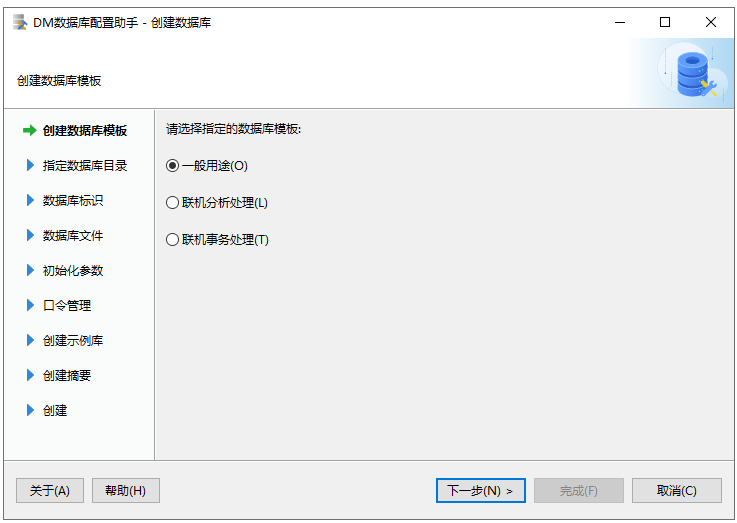 DM数据库配置助手 - 创建数据库
创建数据库模板
创建数据库模板
指定数据库目录
数据库标识
数据库文件
初始化参数
口令管理
创建示例库
创建摘要
创建
请选择指定的数据库模板:
一般用途(O)
联机分析处理(L)
联机事务处理(T)
关于(A) 帮助(H) 下一步(N) > 完成(F) 取消(C)